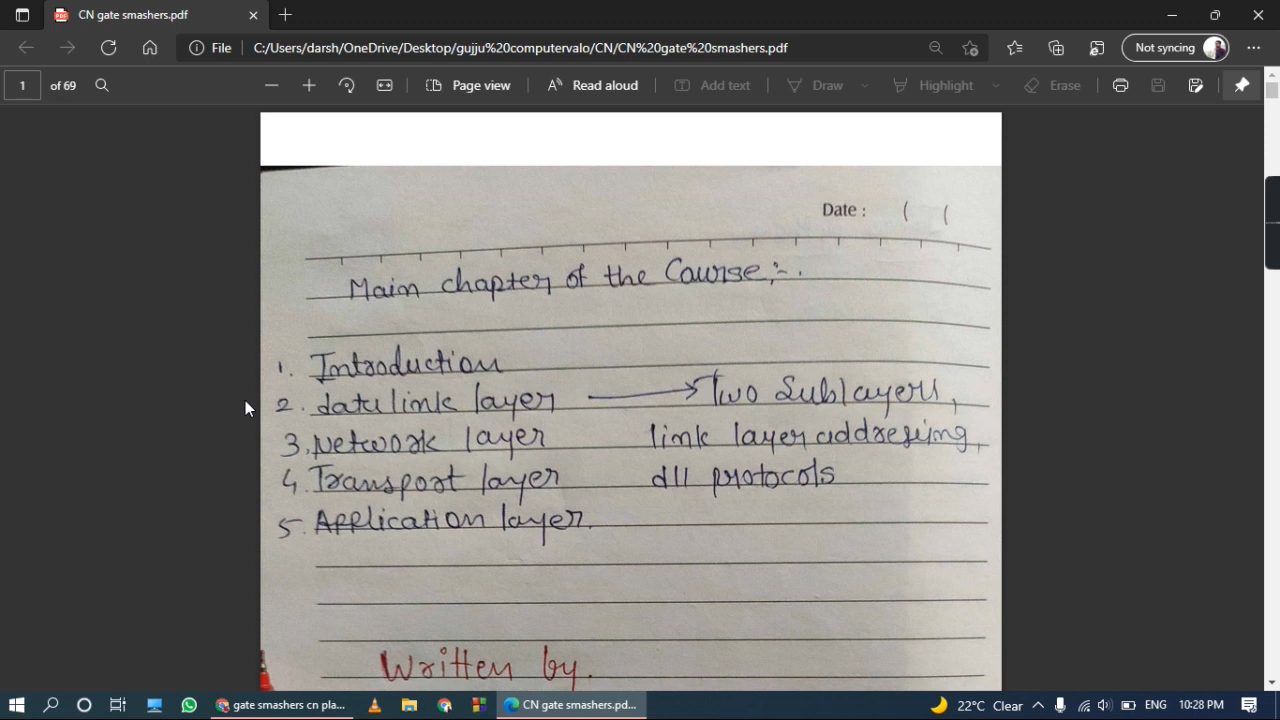 CN gate smashers.pdf
File C:/Users/darsh/OneDrive/Desktop/gujju%20computervalo/CN/CN%20gate%20smashers.pdf Not syncing
1 of 69 Page view Read aloud Add text Draw Highlight Erase
Date :
Main chapter of the Course :-
1. Introduction
2. data link layer → Two Sublayers,
3. Network layer link layer addressing,
4. Transport layer dll protocols
5. Application layer.
Written by.
gate smashers cn pla... CN gate smashers.pd... 22°C Clear ENG 10:28 PM